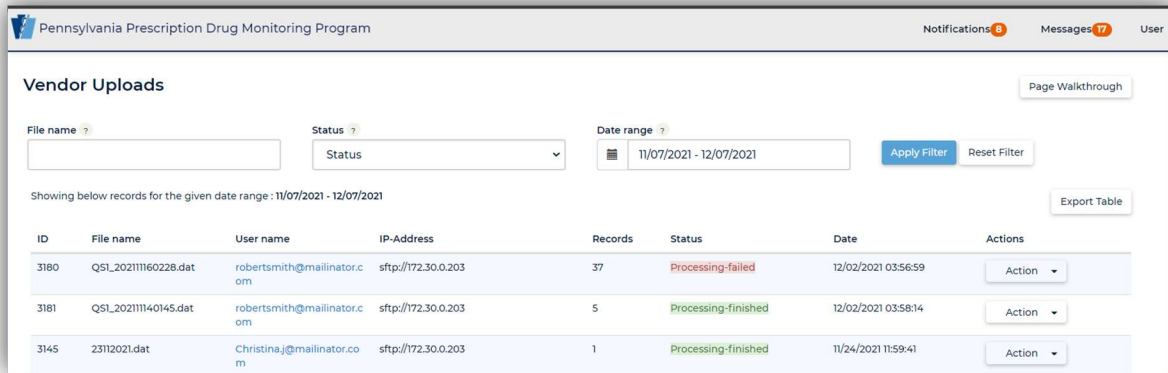 Pennsylvania Prescription Drug Monitoring Program Notifications 8 Messages 17 User
Vendor Uploads
Page Walkthrough
File name ? Status ? Date range ?
Status 11/07/2021 - 12/07/2021 Apply Filter Reset Filter
Showing below records for the given date range : 11/07/2021 - 12/07/2021
Export Table
ID File name User name IP-Address Records Status Date Actions
3180 QS1_202111160228.dat robertsmith@mailinator.c sftp://172.30.0.203 37 Processing-failed 12/02/2021 03:56:59 Action
om
3181 QS1_202111140145.dat robertsmith@mailinator.c sftp://172.30.0.203 5 Processing-finished 12/02/2021 03:58:14 Action
om
3145 23112021.dat Christina.j@mailinator.co sftp://172.30.0.203 1 Processing-finished 11/24/2021 11:59:41 Action
m